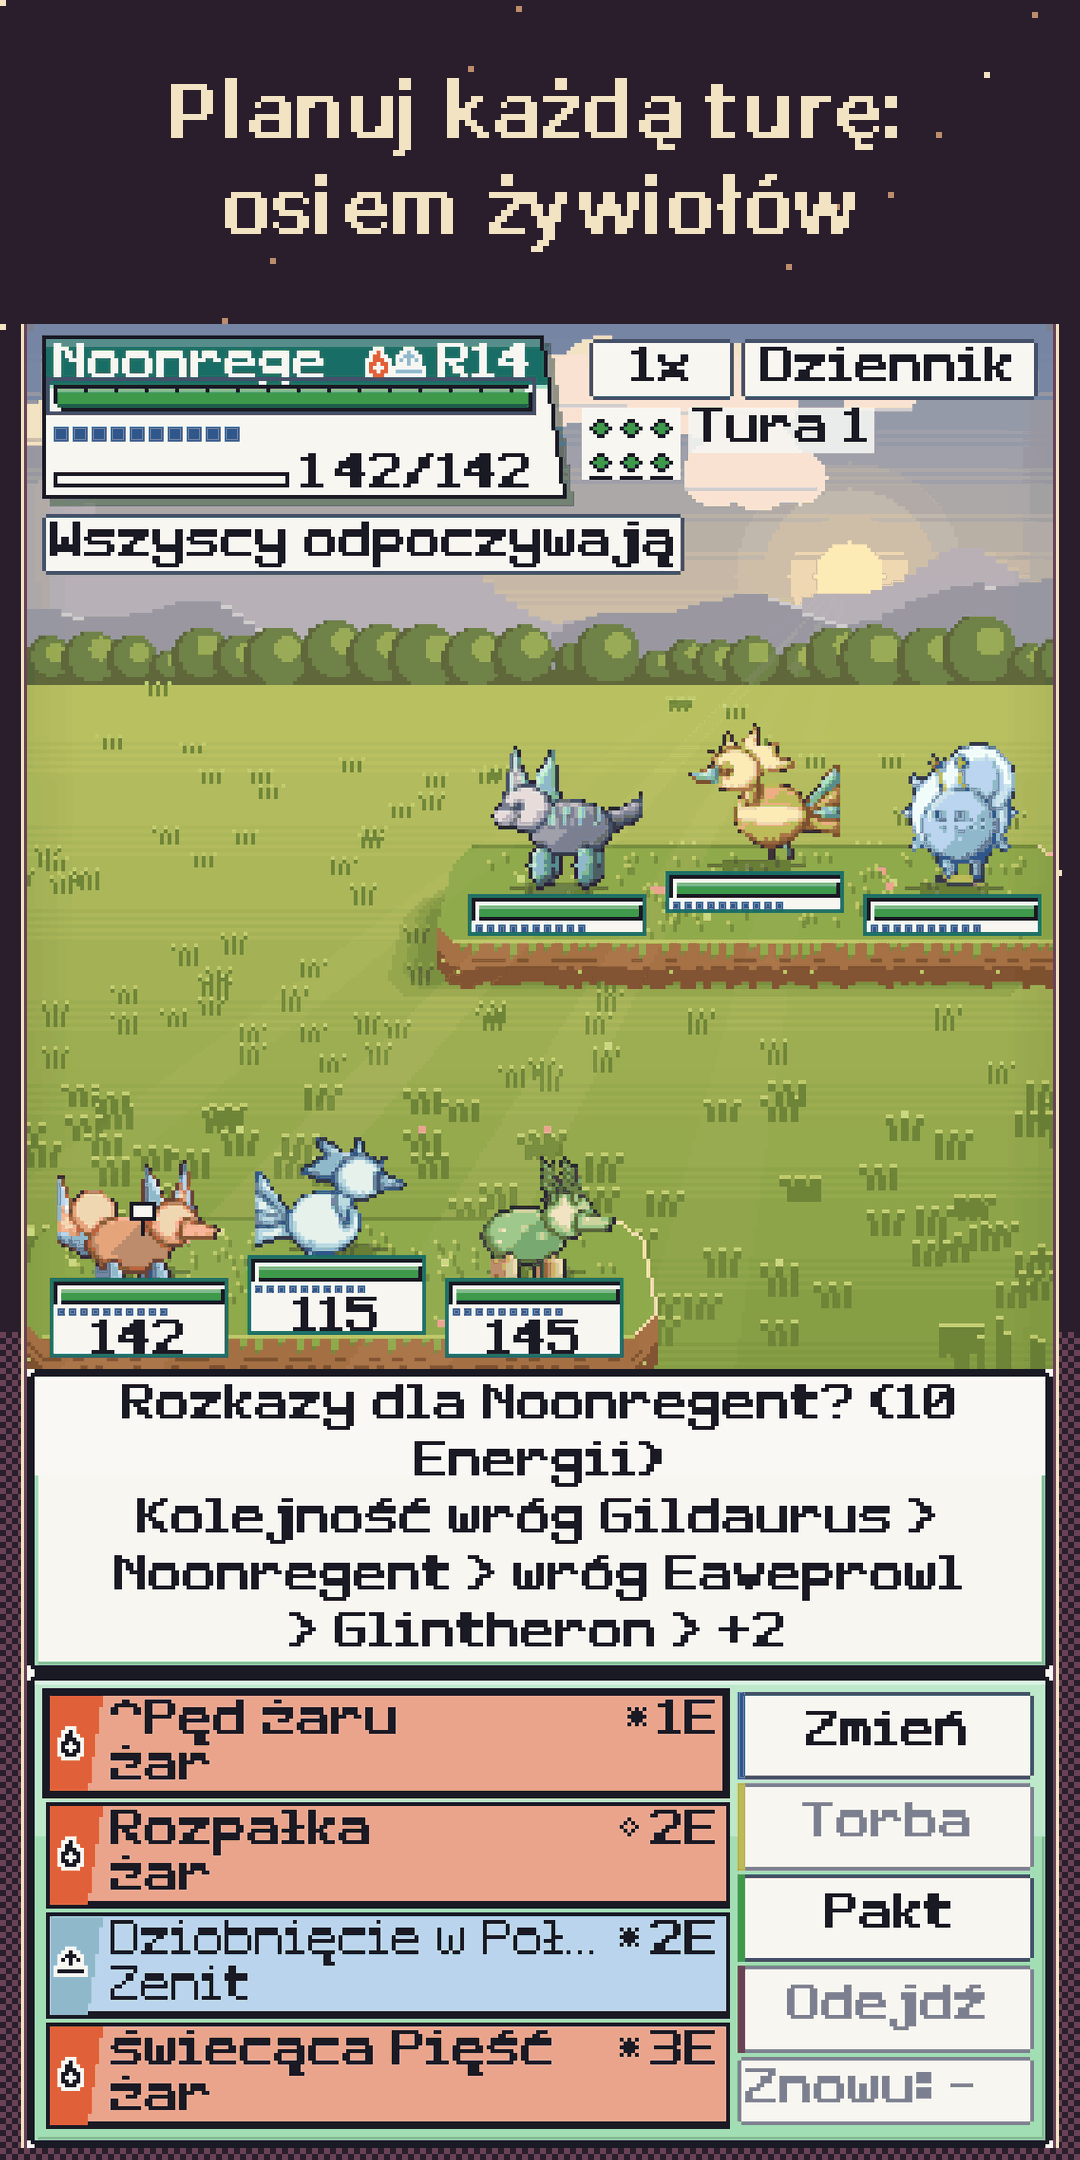 Planuj każdą turę:
osiem żywiołów
Noonrege R14
1x
Dziennik
Tura 1
142/142
Wszyscy odpoczywają
142
115
145
Rozkazy dla Noonregent? (10
Energii)
Kolejność wróg Gildaurus >
Noonregent > wróg Eaveprowl
> Glintheron > +2
^Pęd żaru *1E
żar
Rozpałka ◇2E
żar
Dziobnięcie w Poł... *2E
Zenit
świecąca Pięść *3E
żar
Zmień
Torba
Pakt
Odejdź
Znowu: -